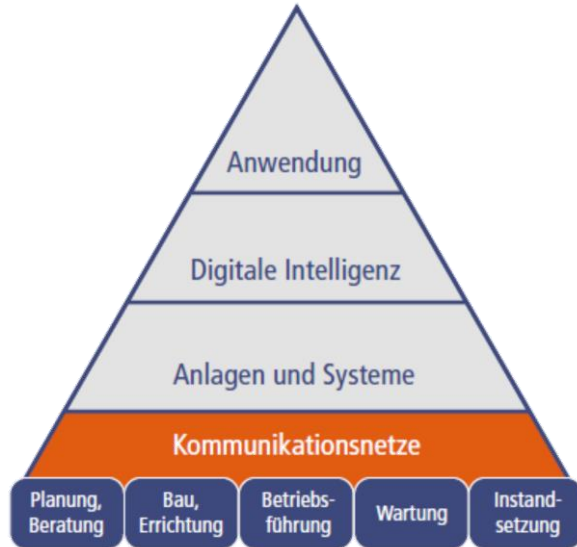 Anwendung
Digitale Intelligenz
Anlagen und Systeme
Kommunikationsnetze
Planung,
Beratung
Bau,
Errichtung
Betriebs-
führung
Wartung
Instand-
setzung